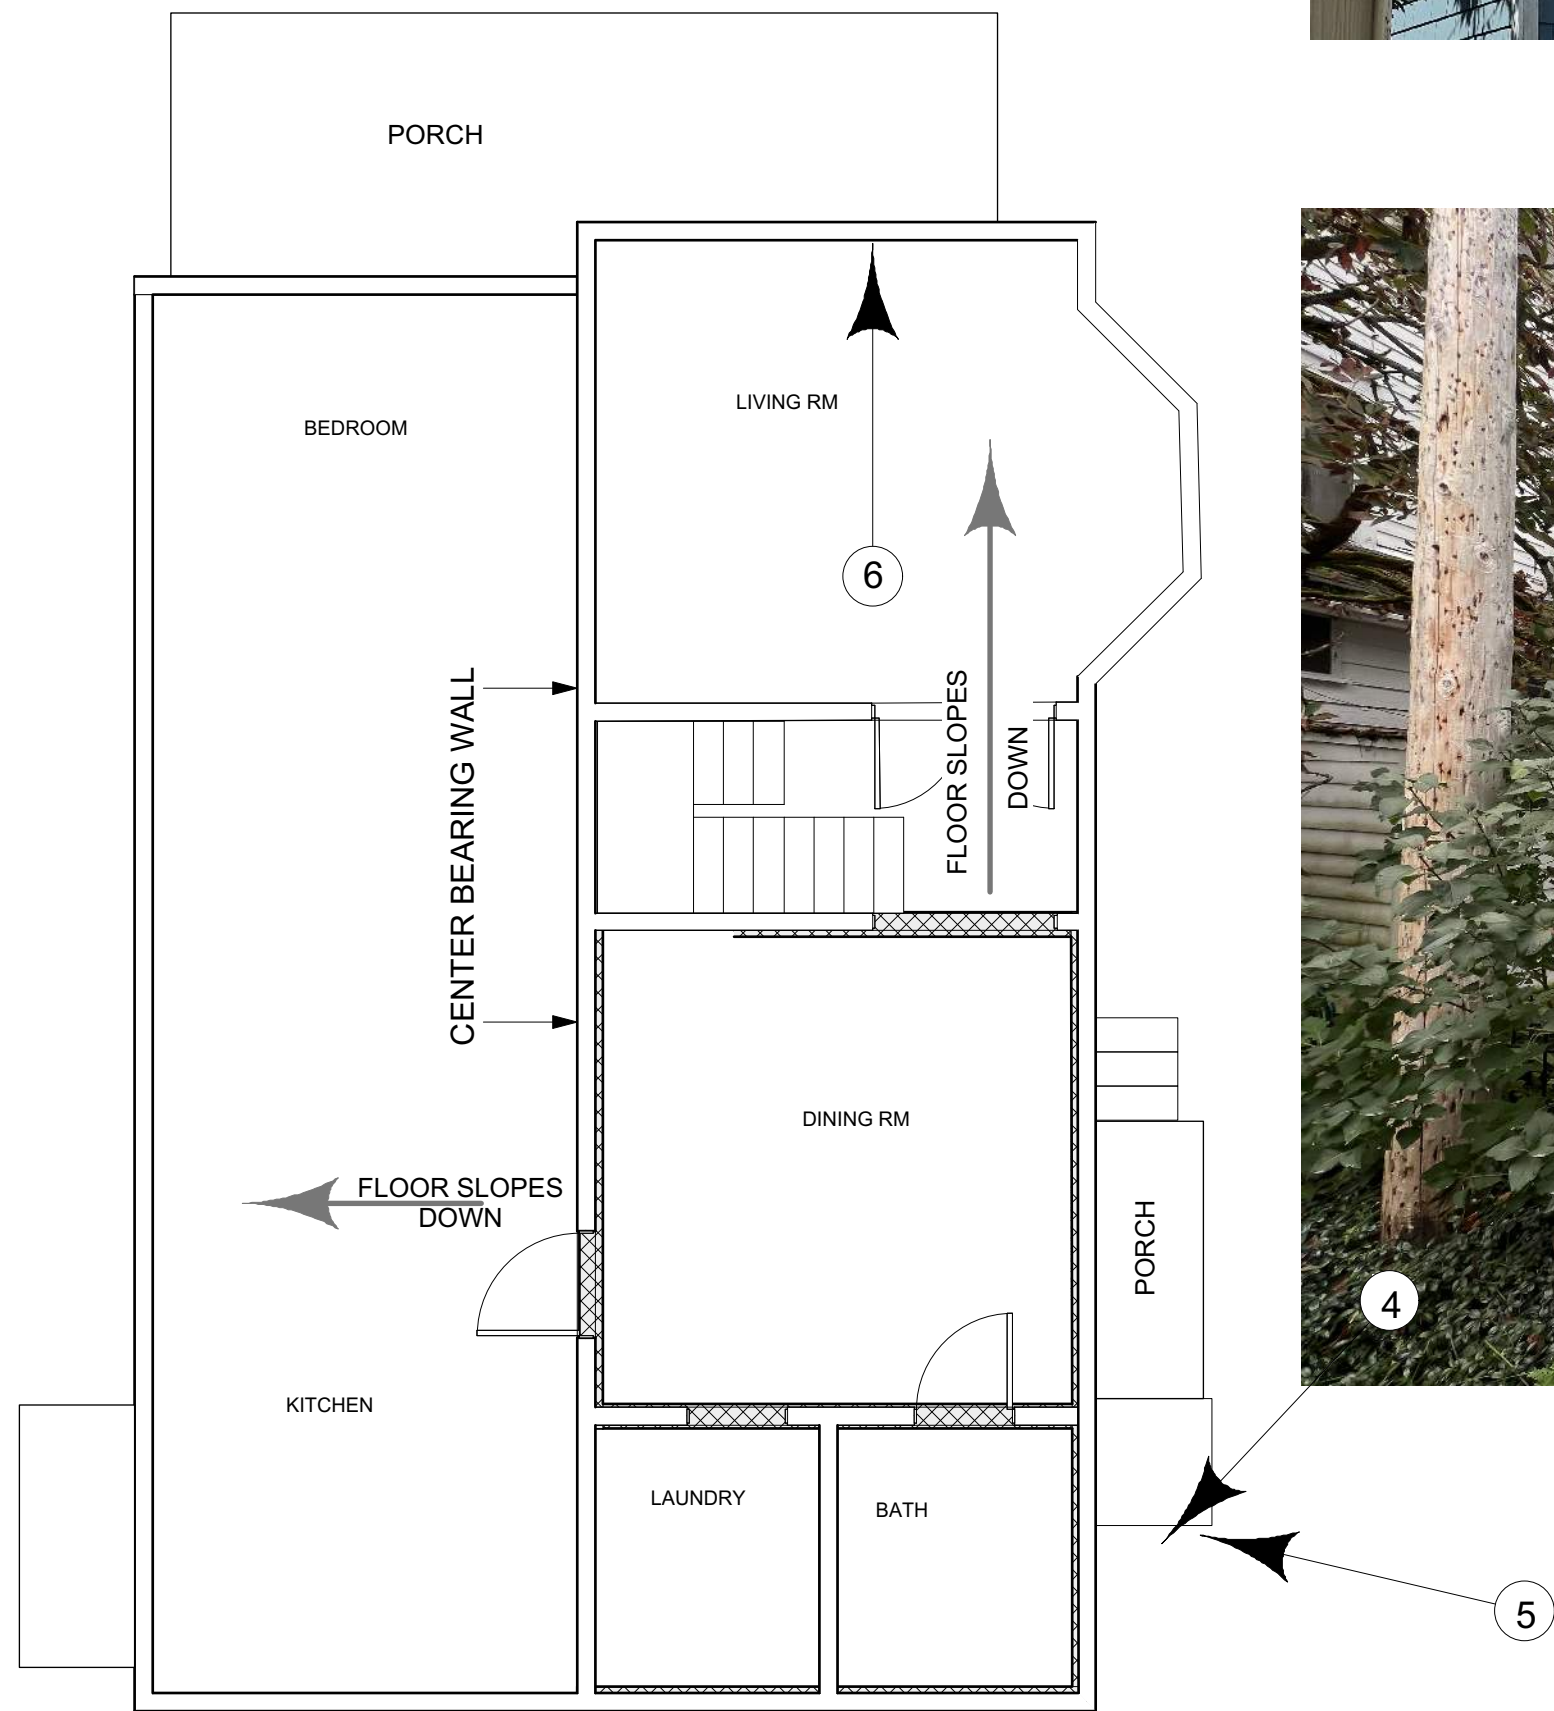 PORCH
LIVING RM
BEDROOM
6
CENTER BEARING WALL
FLOOR SLOPES
DOWN
DINING RM
FLOOR SLOPES
DOWN
PORCH
4
KITCHEN
LAUNDRY
BATH
5